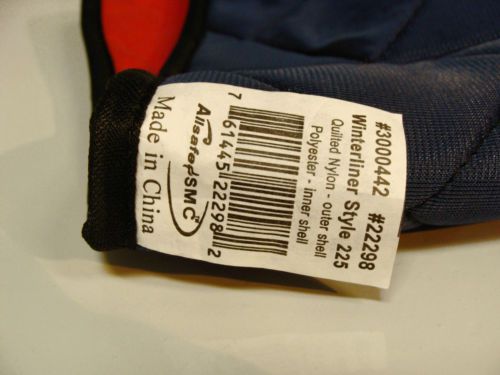 #3000442 #22298
Winterliner Style 225
Quilted Nylon - outer shell
Polyester - inner shell
7 61445 22298 2
AllsafeSMC™
Made in China